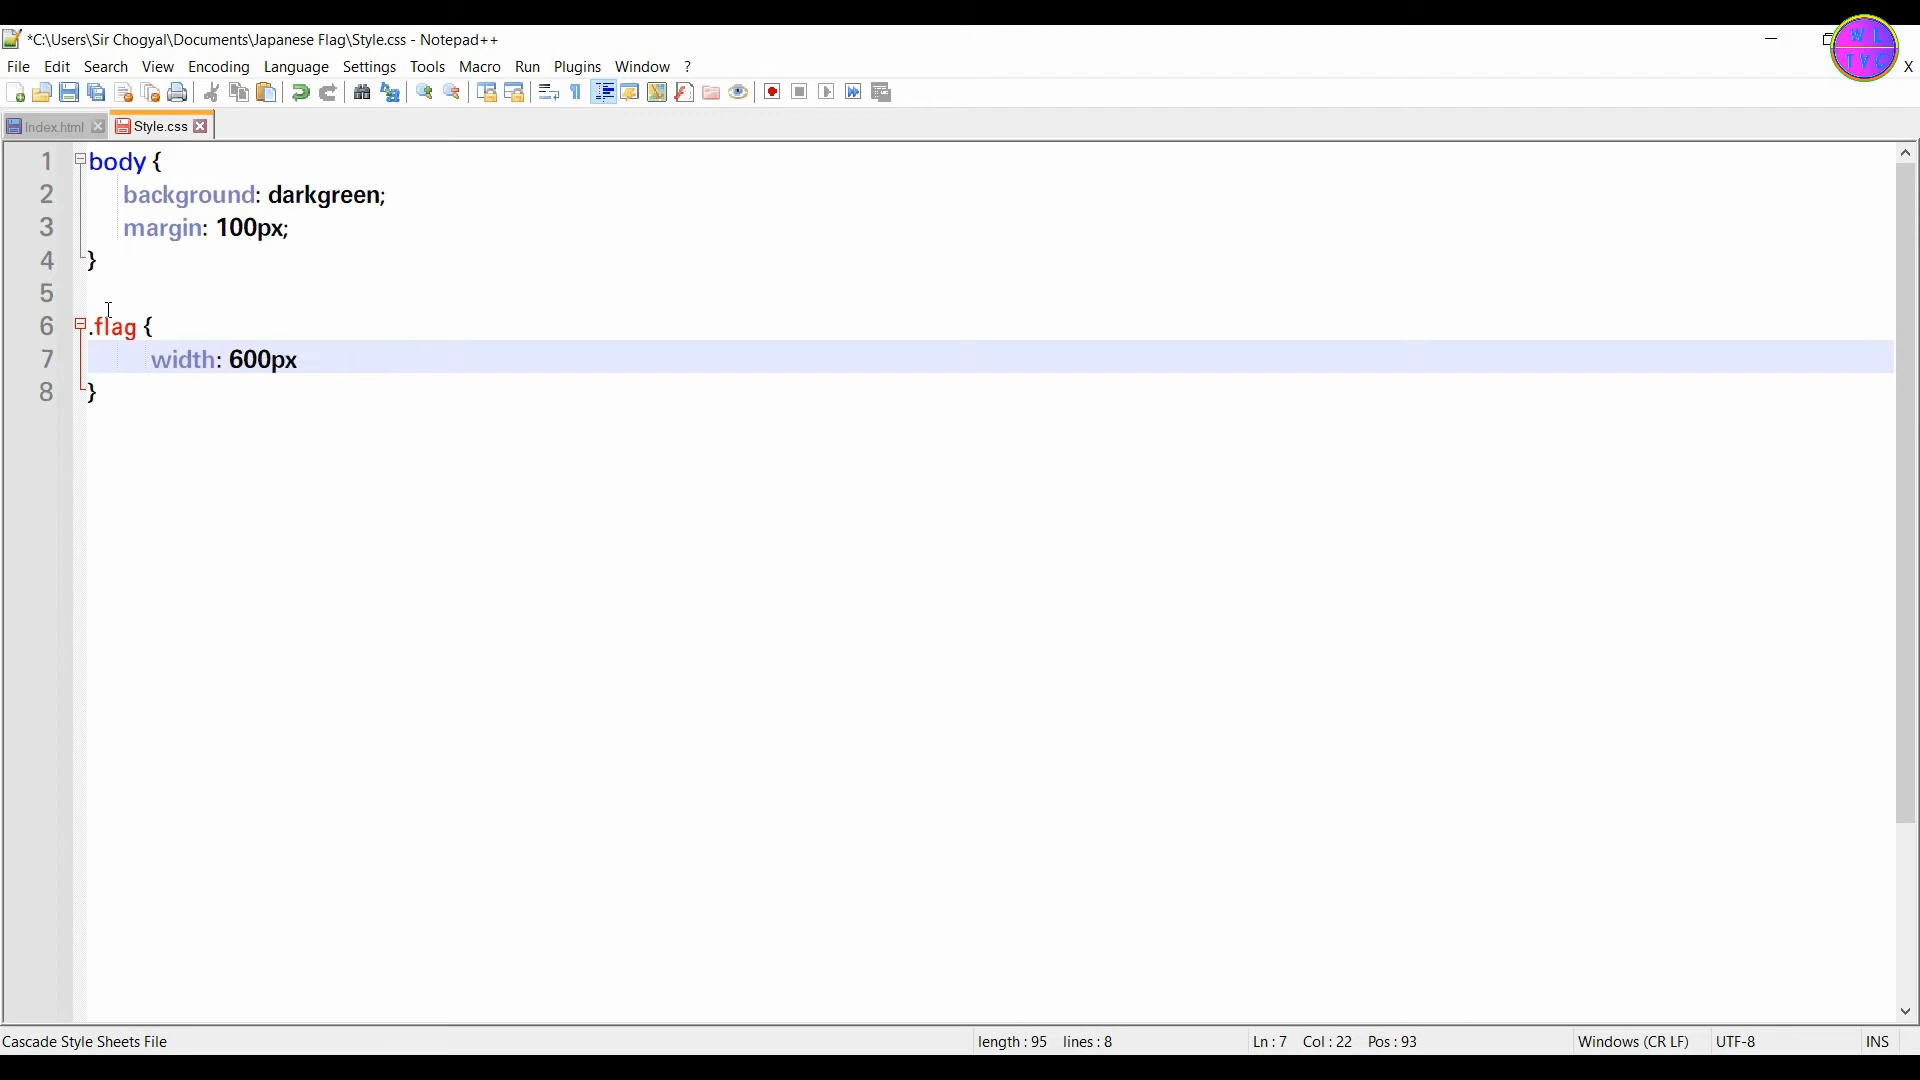 *C:\Users\Sir Chogyal\Documents\Japanese Flag\Style.css - Notepad++
W L
T V C
File Edit Search View Encoding Language Settings Tools Macro Run Plugins Window ? X
Index.html Style.css
1 body {
2 background: darkgreen;
3 margin: 100px;
4 }
5
6 .flag {
7 width: 600px
8 }
Cascade Style Sheets File length : 95 lines : 8 Ln : 7 Col : 22 Pos : 93 Windows (CR LF) UTF-8 INS